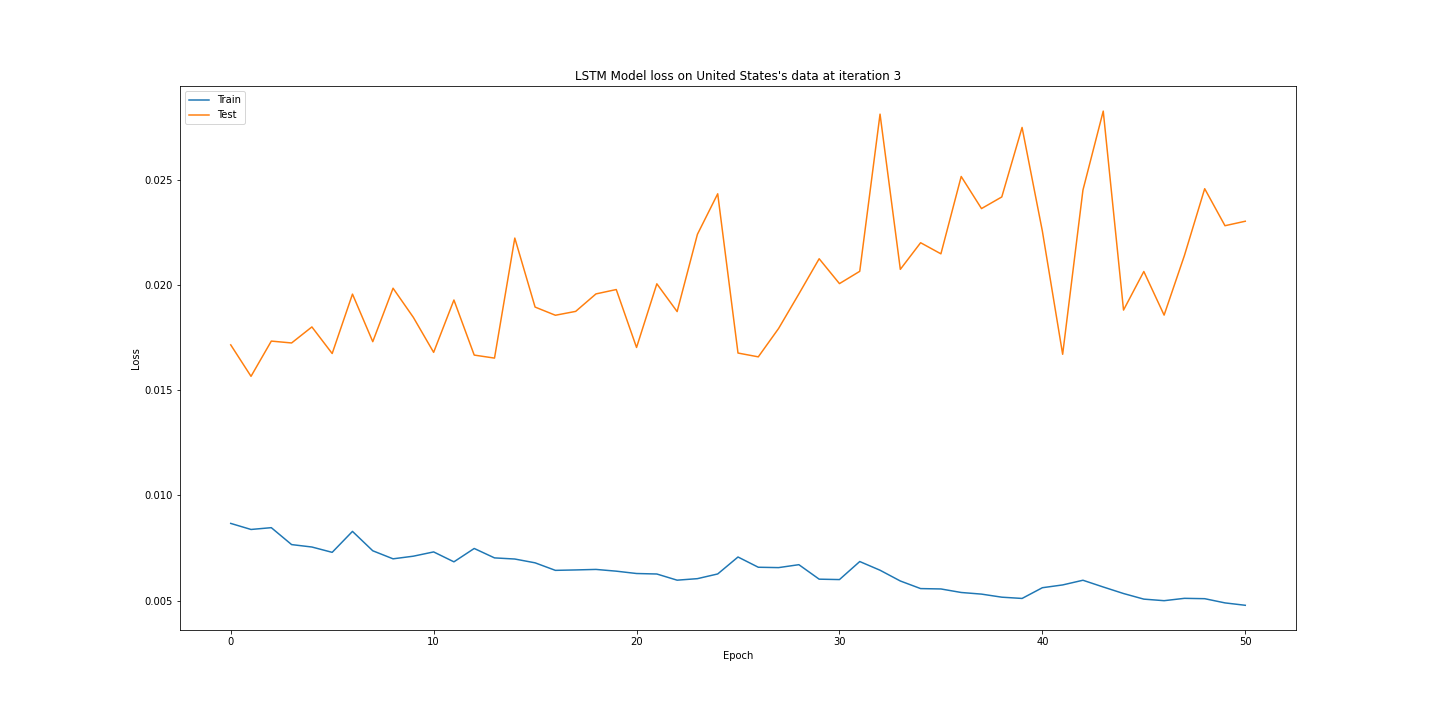 LSTM Model loss on United States's data at iteration 3
Train
Test
0.025
0.020
0.015
0.010
0.005
Loss
0 10 20 30 40 50
Epoch